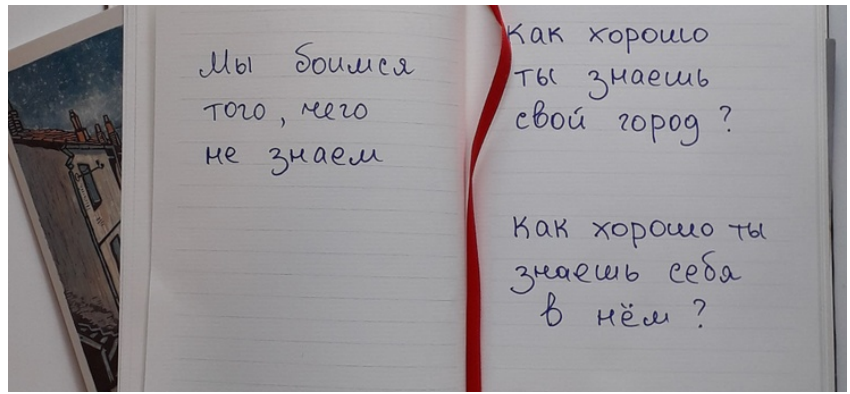 Мы боимся
того, чего
не знаем
Как хорошо
ты знаешь
свой город?
Как хорошо ты
знаешь себя
в нём?